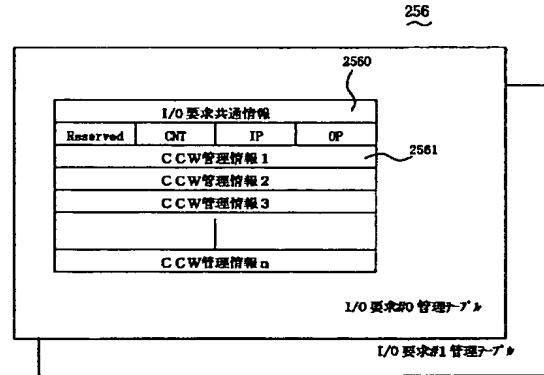 256
2560
I/O 要求共通情報
Reserved CNT IP OP
CCW管理情報1
2561
CCW管理情報2
CCW管理情報3
CCW管理情報n
I/O 要求#0 管理テーブル
I/O 要求#1 管理テーブル